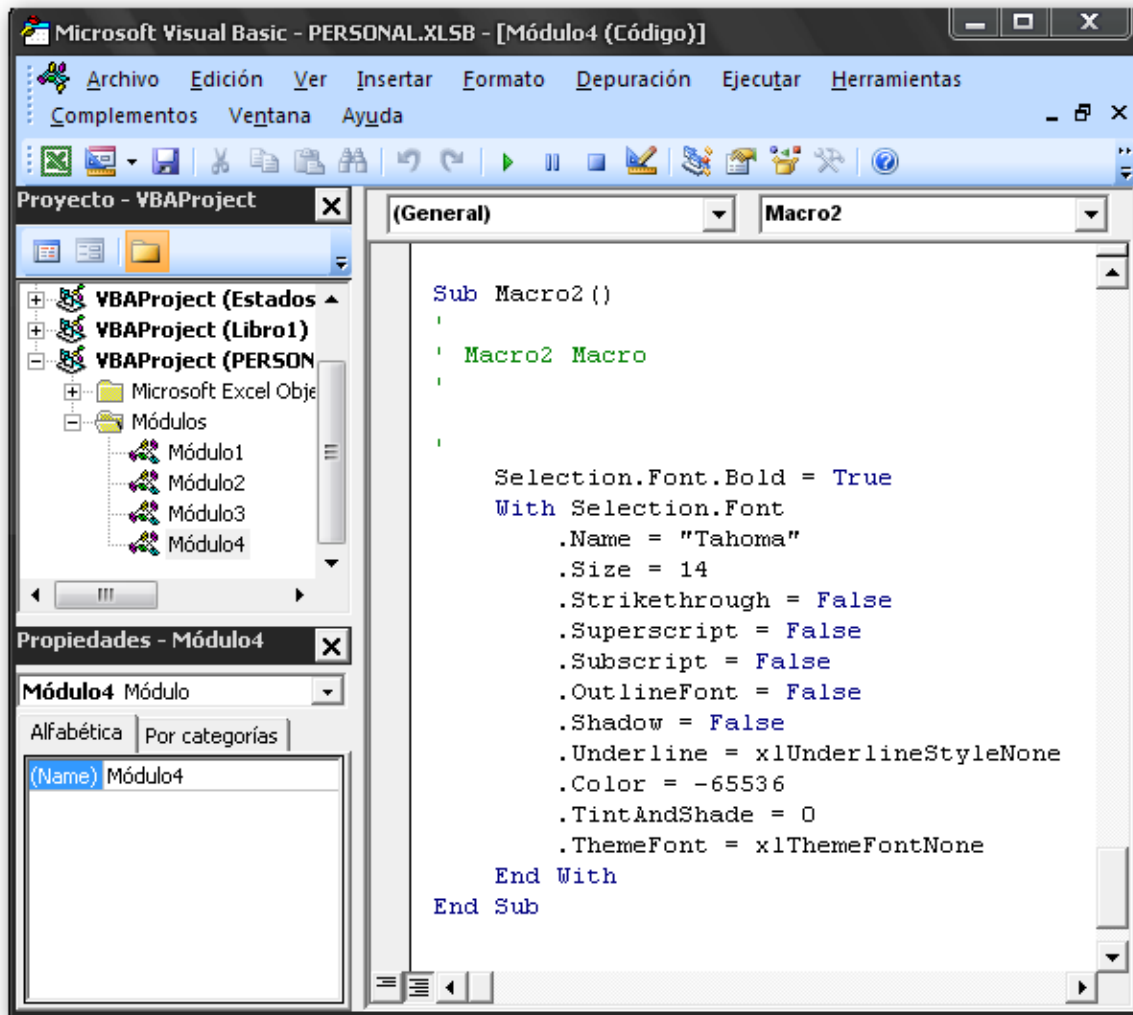 Microsoft Visual Basic - PERSONAL.XLSB - [Módulo4 (Código)]
Archivo Edición Ver Insertar Formato Depuración Ejecutar Herramientas
Complementos Ventana Ayuda
Proyecto - VBAProject
VBAProject (Estados
VBAProject (Libro1)
VBAProject (PERSON
Microsoft Excel Obje
Módulos
Módulo1
Módulo2
Módulo3
Módulo4
Propiedades - Módulo4
Módulo4 Módulo
Alfabética Por categorías
(Name) Módulo4
(General) Macro2
Sub Macro2()
'
' Macro2 Macro
'
'
Selection.Font.Bold = True
With Selection.Font
.Name = "Tahoma"
.Size = 14
.Strikethrough = False
.Superscript = False
.Subscript = False
.OutlineFont = False
.Shadow = False
.Underline = xlUnderlineStyleNone
.Color = -65536
.TintAndShade = 0
.ThemeFont = xlThemeFontNone
End With
End Sub